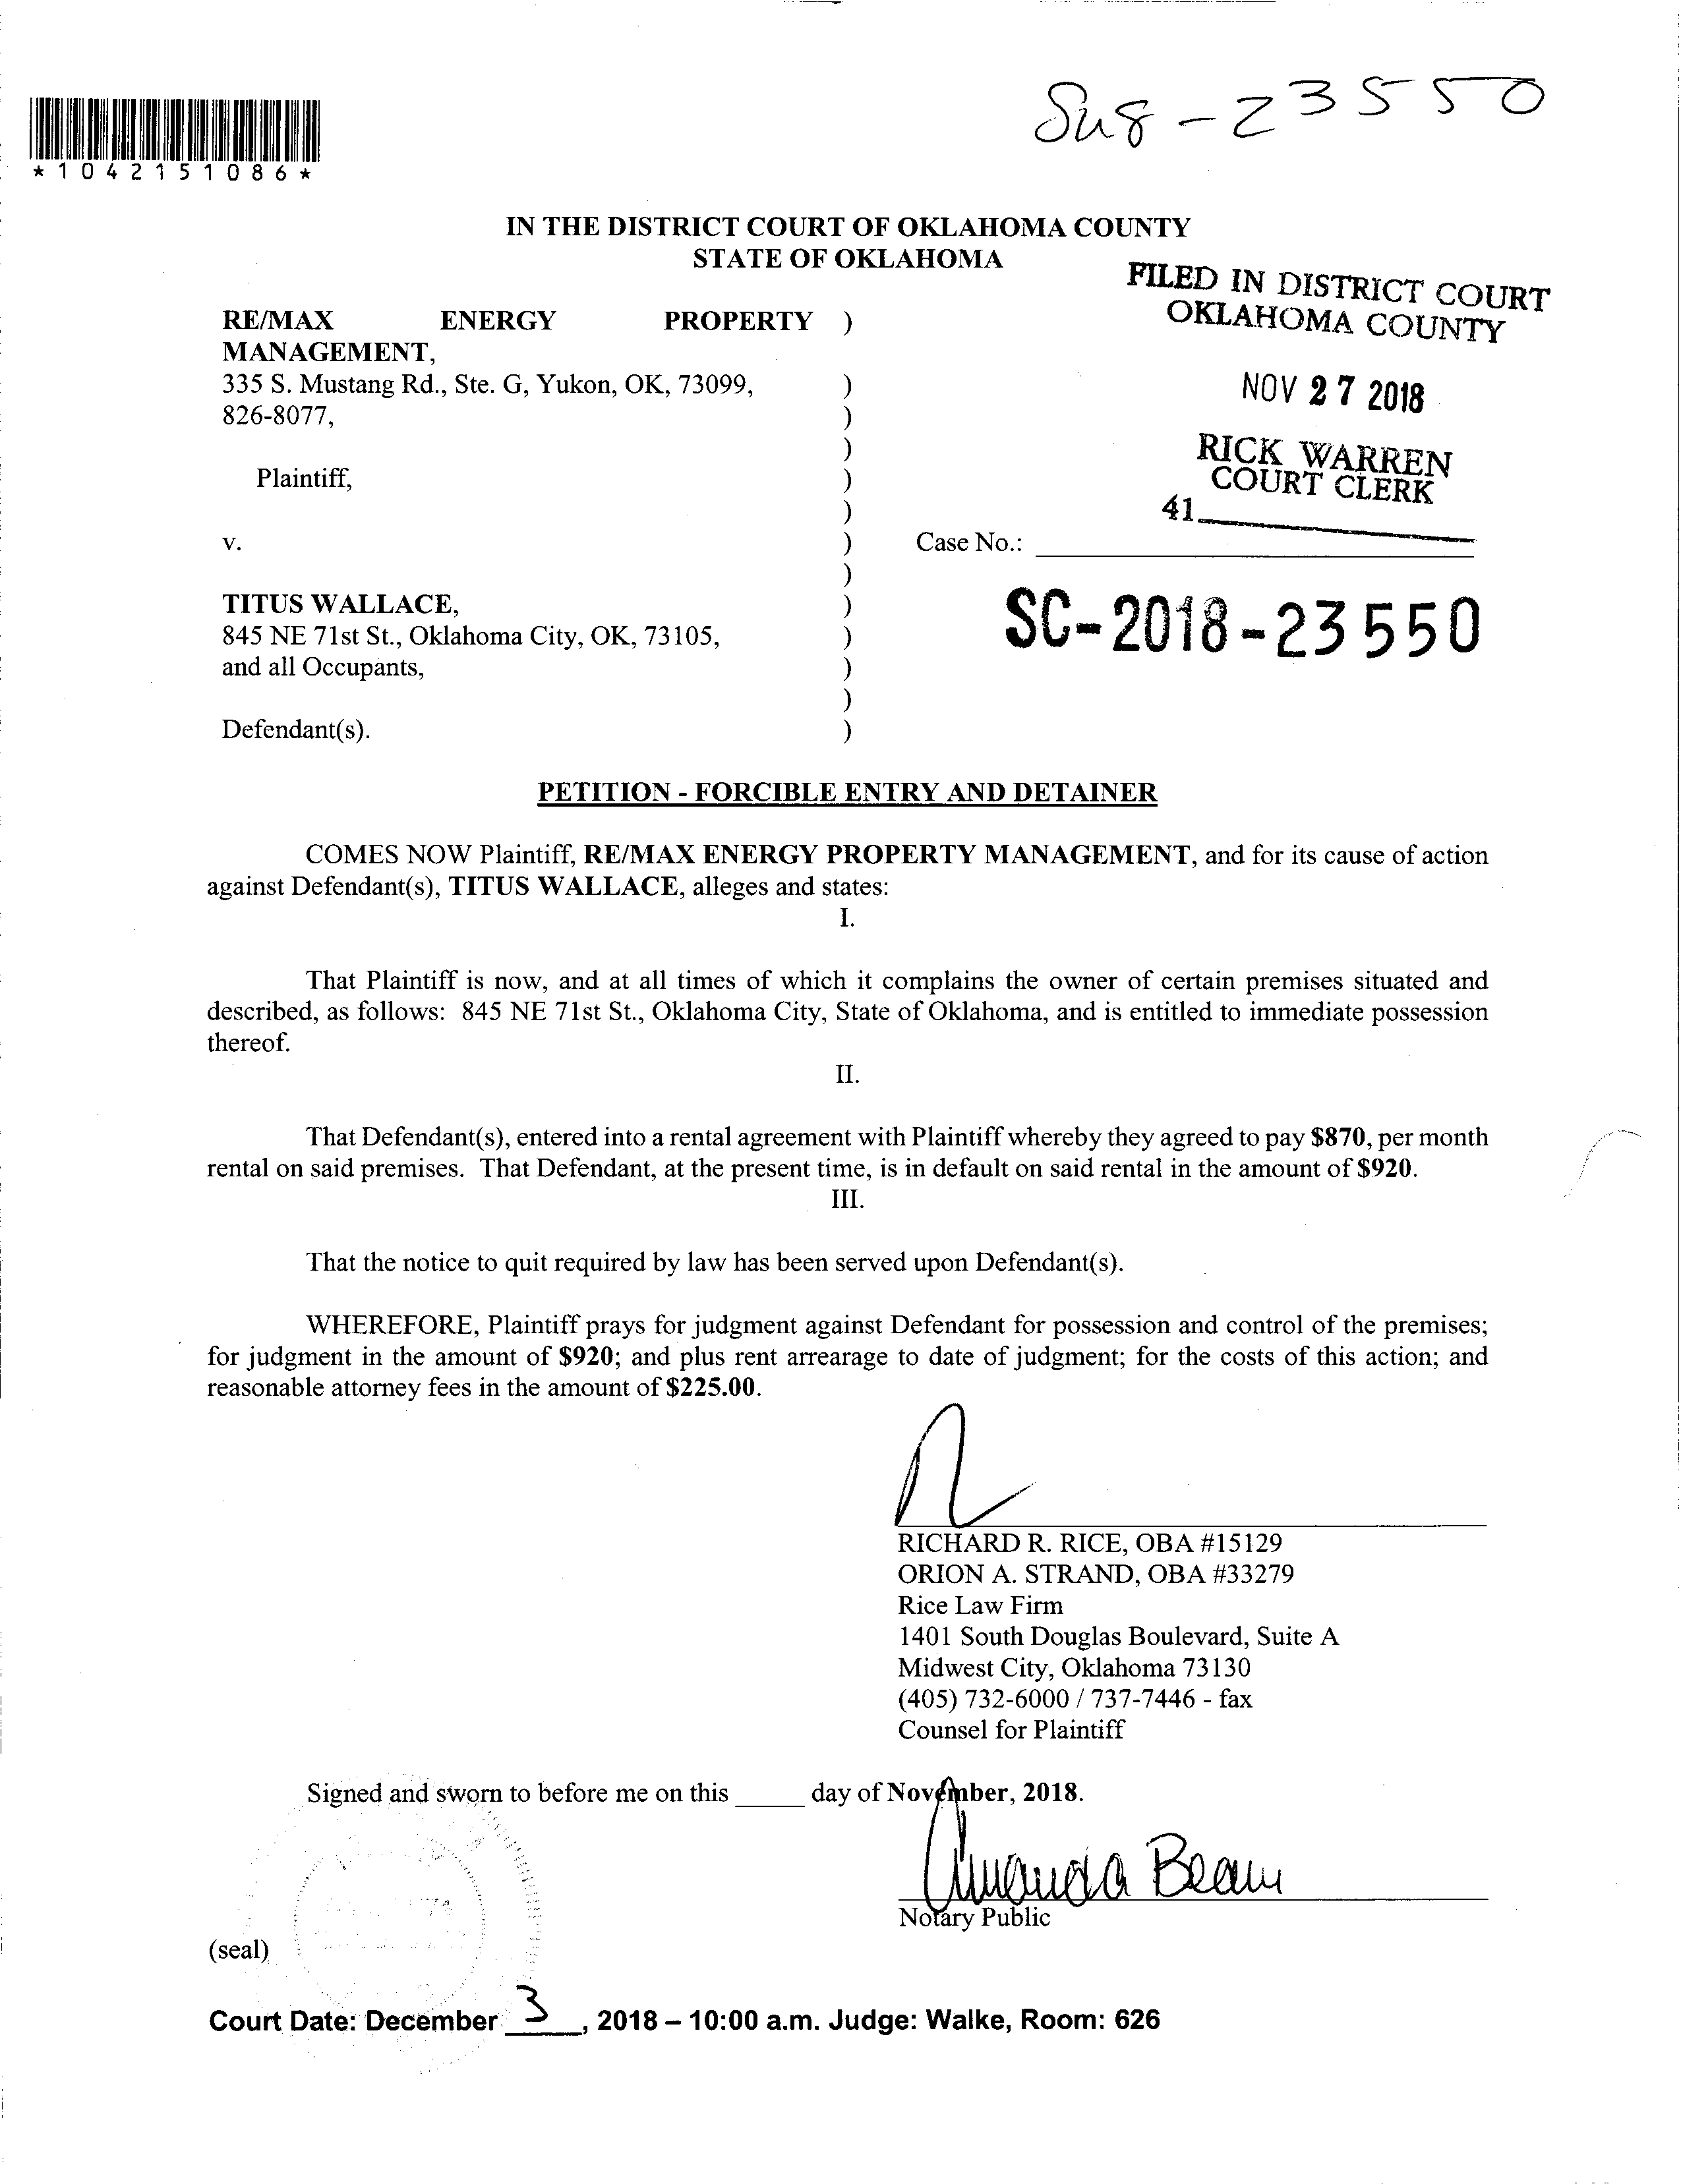 Su8-23550
*1042151086*
IN THE DISTRICT COURT OF OKLAHOMA COUNTY
STATE OF OKLAHOMA
FILED IN DISTRICT COURT
OKLAHOMA COUNTY
NOV 27 2018
RICK WARREN
COURT CLERK
41
RE/MAX ENERGY PROPERTY )
MANAGEMENT,
335 S. Mustang Rd., Ste. G, Yukon, OK, 73099, )
826-8077, )
)
Plaintiff, )
)
v. ) Case No.:
)
TITUS WALLACE, )
845 NE 71st St., Oklahoma City, OK, 73105, )
and all Occupants, )
)
Defendant(s). )
SC-2018-23550
PETITION - FORCIBLE ENTRY AND DETAINER
COMES NOW Plaintiff, RE/MAX ENERGY PROPERTY MANAGEMENT, and for its cause of action
against Defendant(s), TITUS WALLACE, alleges and states:
I.
That Plaintiff is now, and at all times of which it complains the owner of certain premises situated and
described, as follows: 845 NE 71st St., Oklahoma City, State of Oklahoma, and is entitled to immediate possession
thereof.
II.
That Defendant(s), entered into a rental agreement with Plaintiff whereby they agreed to pay $870, per month
rental on said premises. That Defendant, at the present time, is in default on said rental in the amount of $920.
III.
That the notice to quit required by law has been served upon Defendant(s).
WHEREFORE, Plaintiff prays for judgment against Defendant for possession and control of the premises;
for judgment in the amount of $920; and plus rent arrearage to date of judgment; for the costs of this action; and
reasonable attorney fees in the amount of $225.00.
RICHARD R. RICE, OBA #15129
ORION A. STRAND, OBA #33279
Rice Law Firm
1401 South Douglas Boulevard, Suite A
Midwest City, Oklahoma 73130
(405) 732-6000 / 737-7446 - fax
Counsel for Plaintiff
Signed and sworn to before me on this _____ day of November, 2018.
Amanda Beam
Notary Public
(seal)
Court Date: December 3, 2018 – 10:00 a.m. Judge: Walke, Room: 626